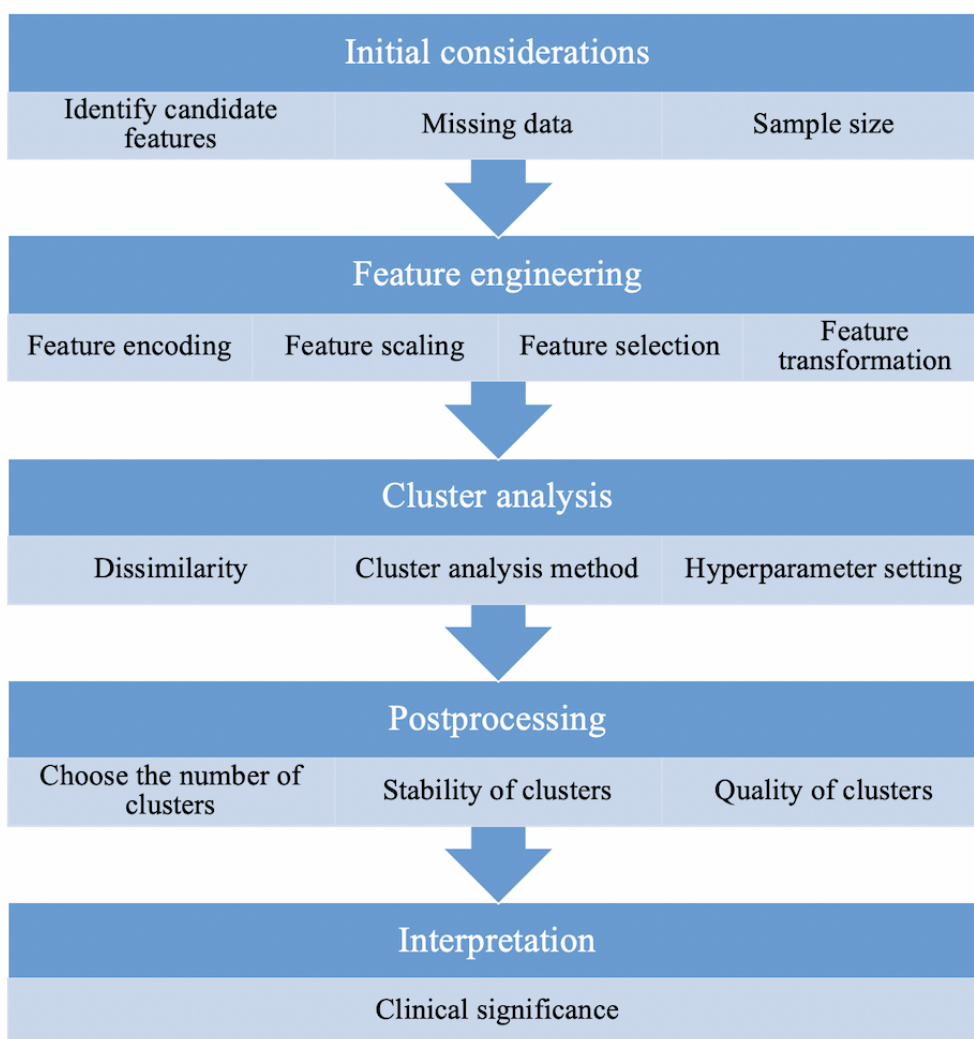 Initial considerations
Identify candidate
features
Missing data
Sample size
Feature engineering
Feature encoding
Feature scaling
Feature selection
Feature
transformation
Cluster analysis
Dissimilarity
Cluster analysis method
Hyperparameter setting
Postprocessing
Choose the number of
clusters
Stability of clusters
Quality of clusters
Interpretation
Clinical significance